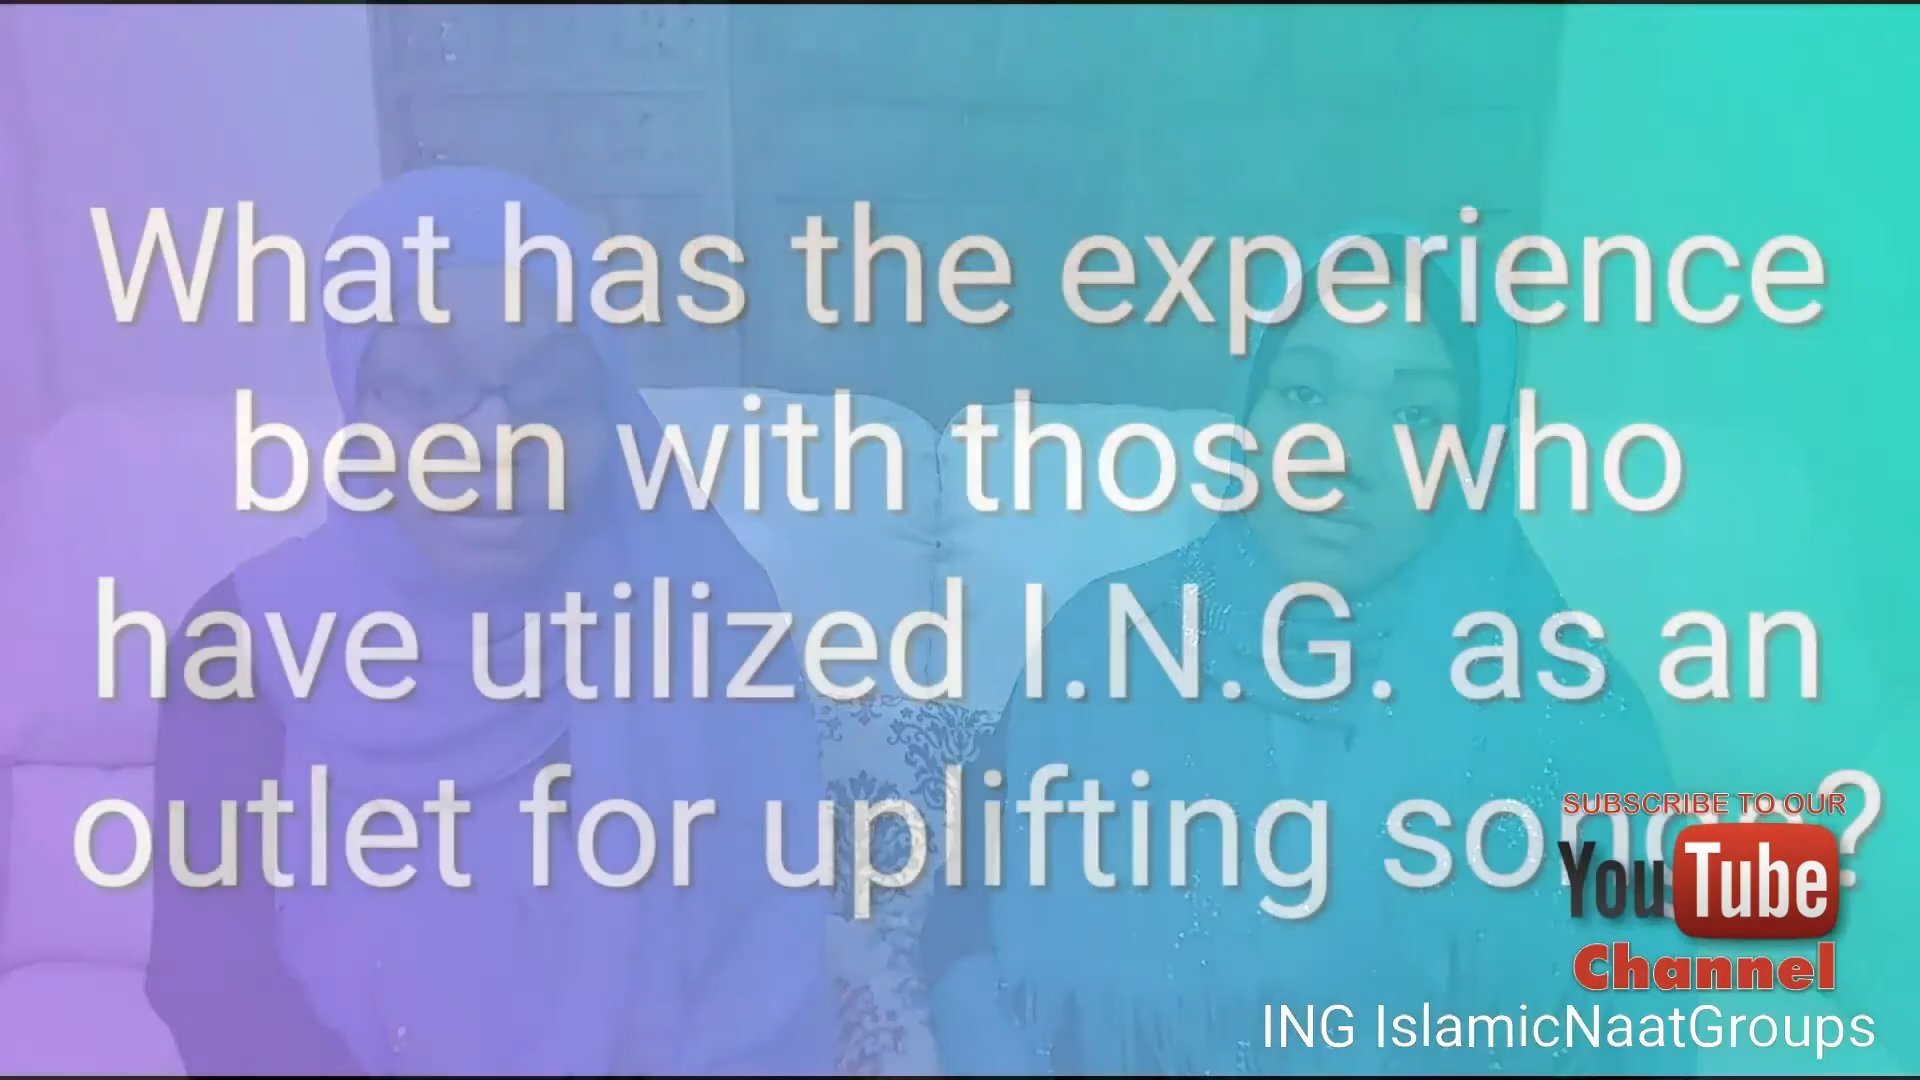 What has the experience
been with those who
have utilized I.N.G. as an
outlet for uplifting songs?
SUBSCRIBE TO OUR
YouTube
Channel
ING IslamicNaatGroups